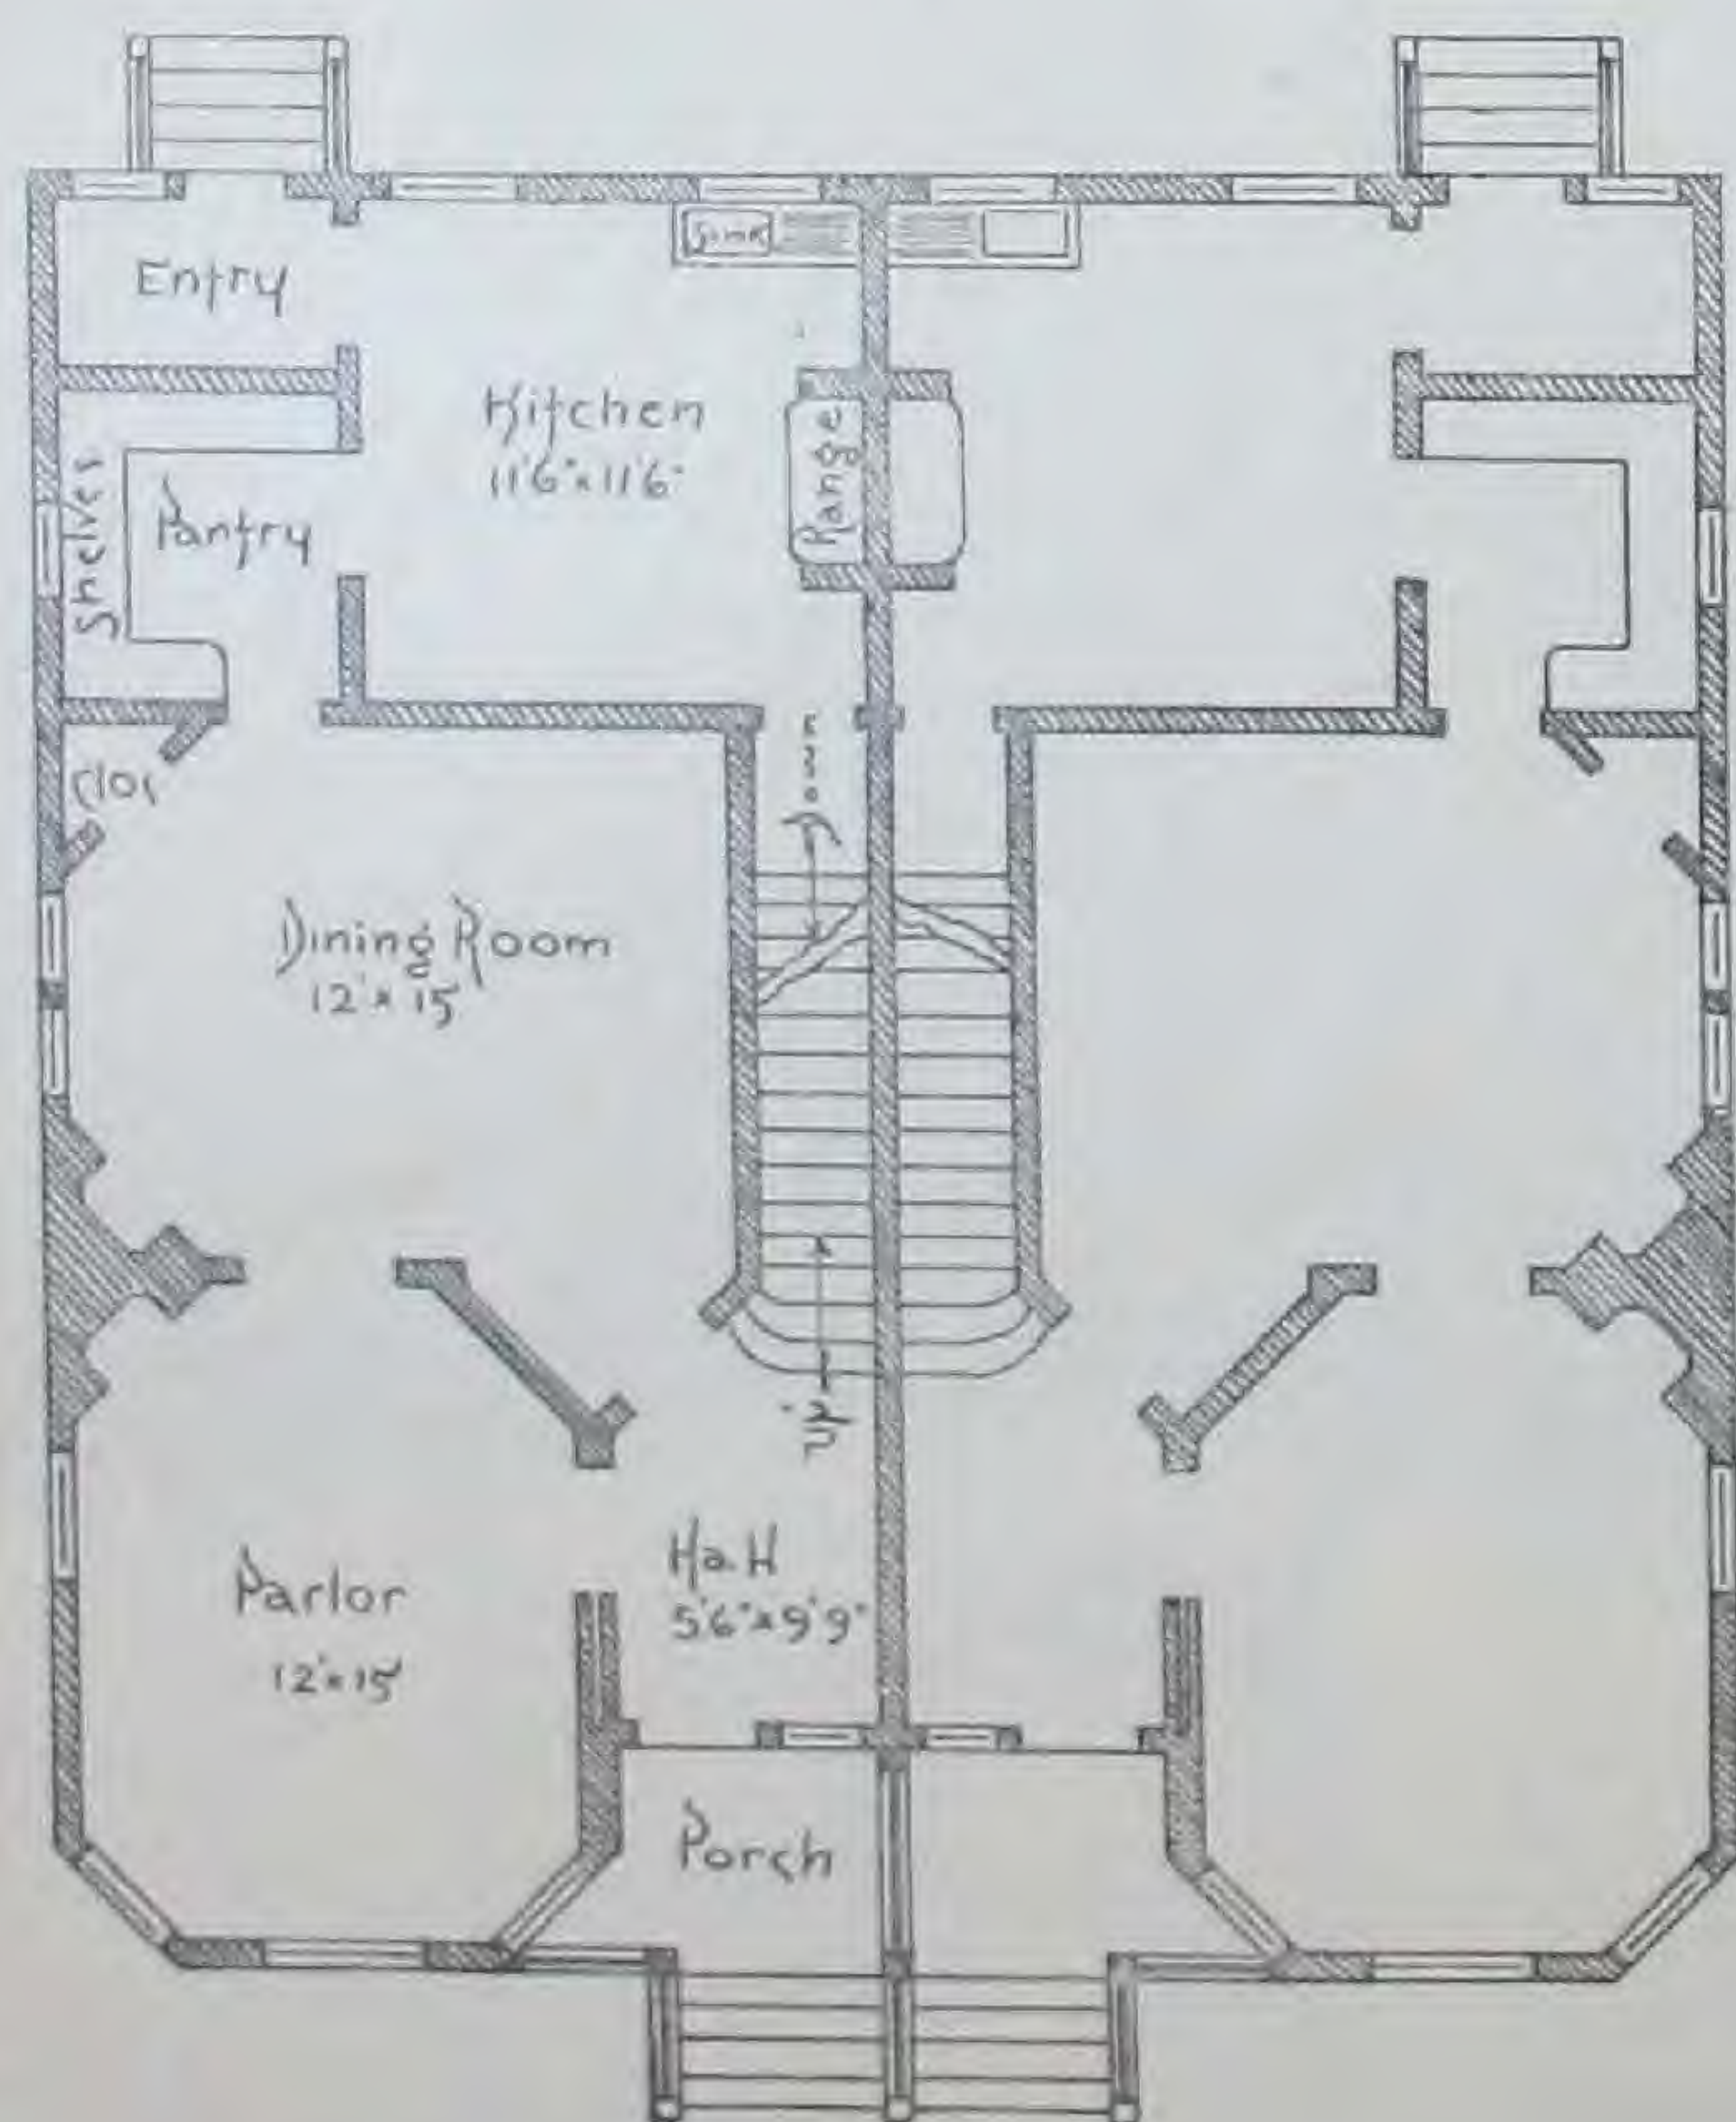 Entry
Sink
Kitchen
11'6" x 11'6"
Range
Shelves
Pantry
Clos
Down
Dining Room
12' x 15'
Up
Hall
5'6" x 9'9"
Parlor
12' x 15'
Porch